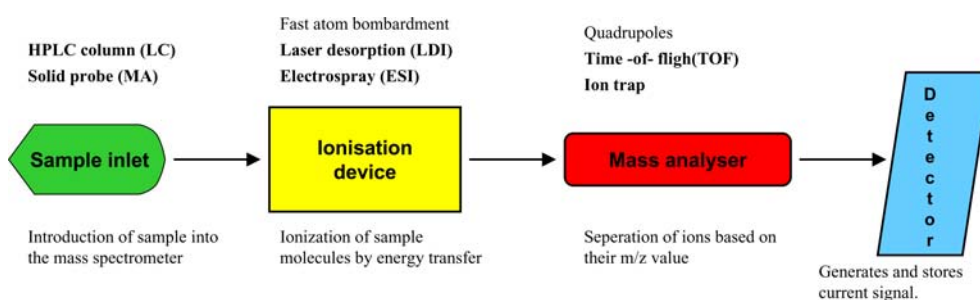 HPLC column (LC)
Solid probe (MA)
Fast atom bombardment
Laser desorption (LDI)
Electrospray (ESI)
Quadrupoles
Time -of- fligh(TOF)
Ion trap
Sample inlet
Ionisation
device
Mass analyser
Detector
Introduction of sample into
the mass spectrometer
Ionization of sample
molecules by energy transfer
Seperation of ions based on
their m/z value
Generates and stores
current signal.